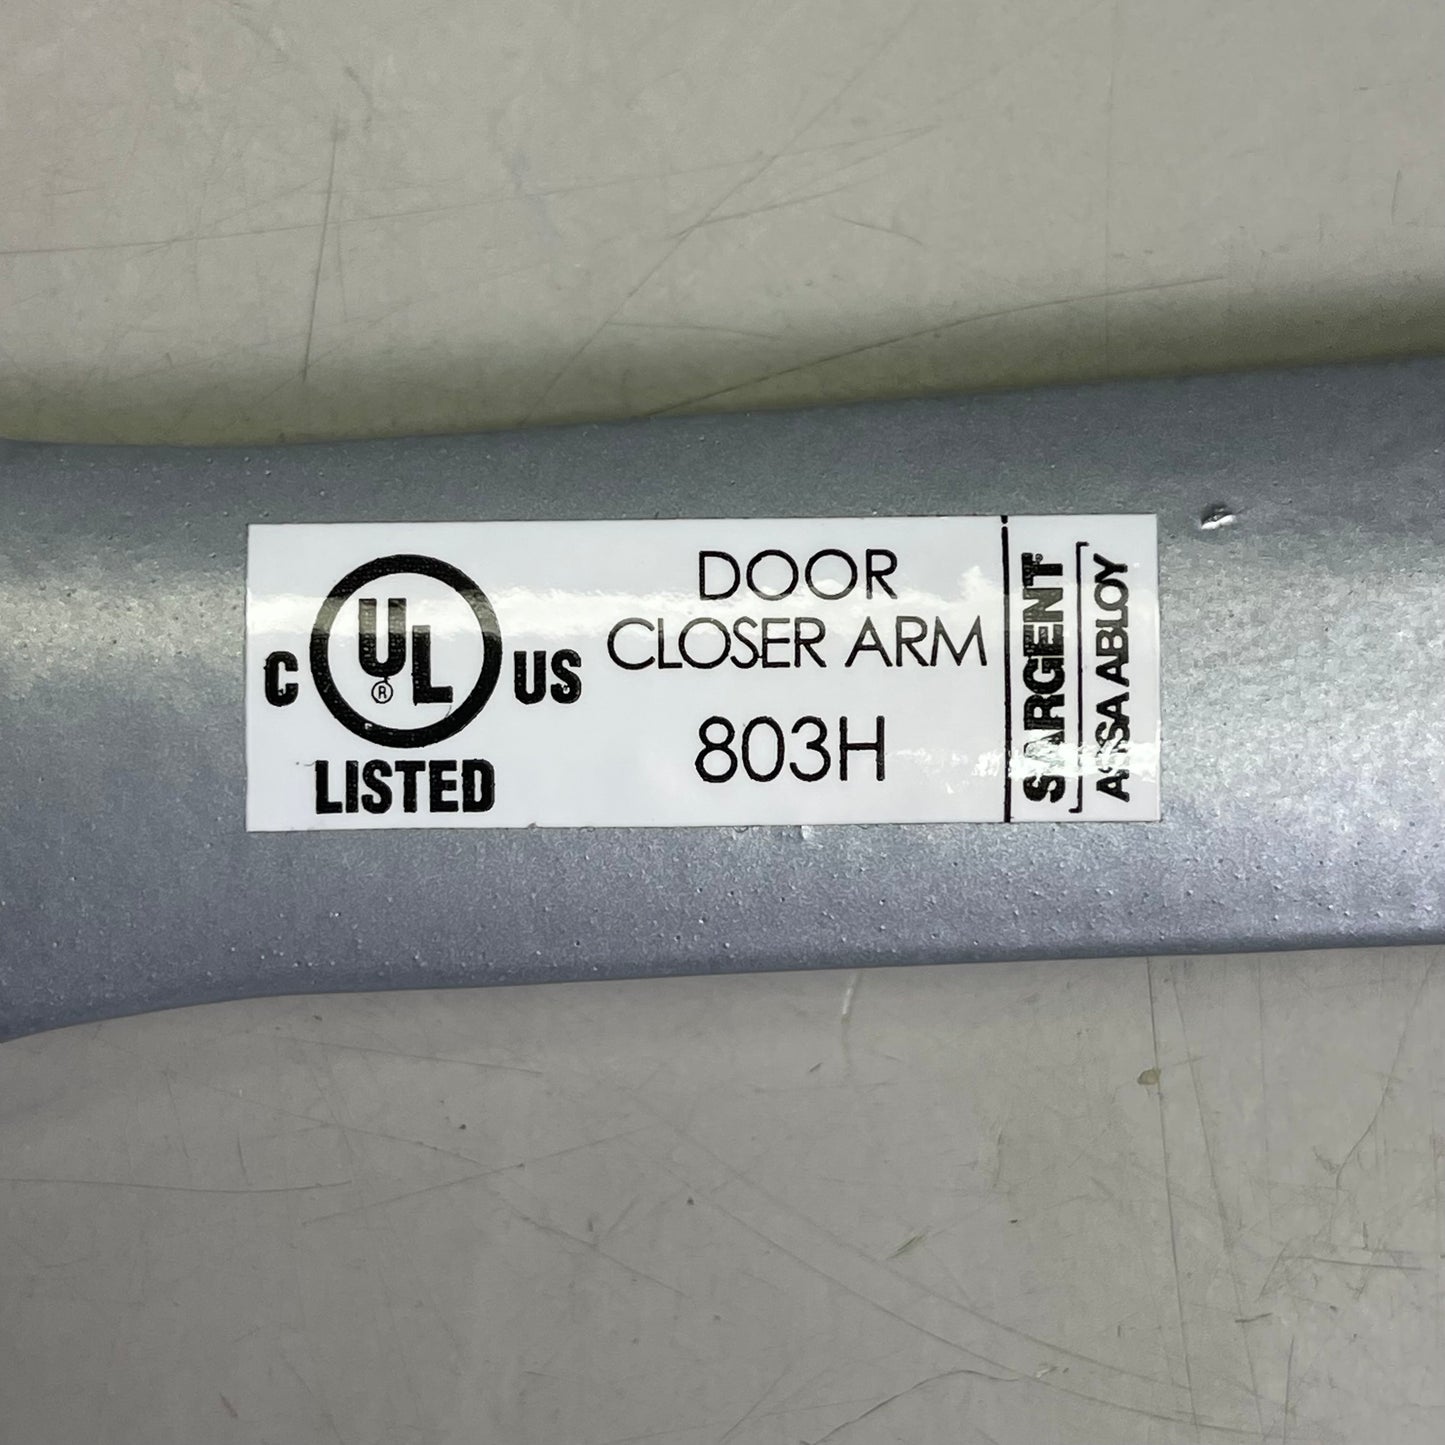 C UL® US
LISTED
DOOR
CLOSER ARM
803H
SARGENT
ASSA ABLOY